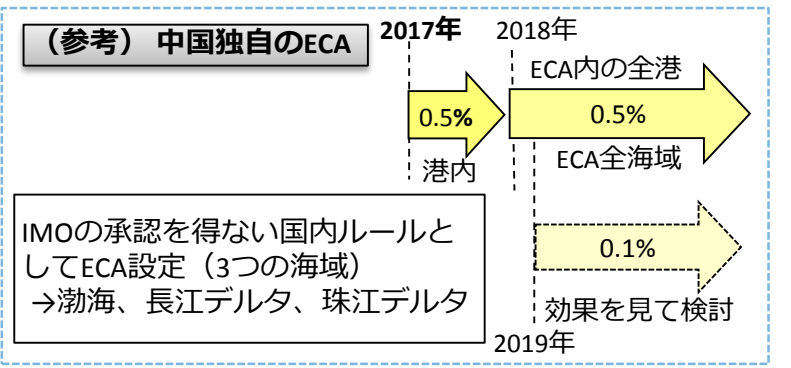 （参考） 中国独自のECA
2017年
2018年
ECA内の全港
0.5%
0.5%
ECA全海域
港内
IMOの承認を得ない国内ルールと
してECA設定（3つの海域）
→渤海、長江デルタ、珠江デルタ
0.1%
効果を見て検討
2019年